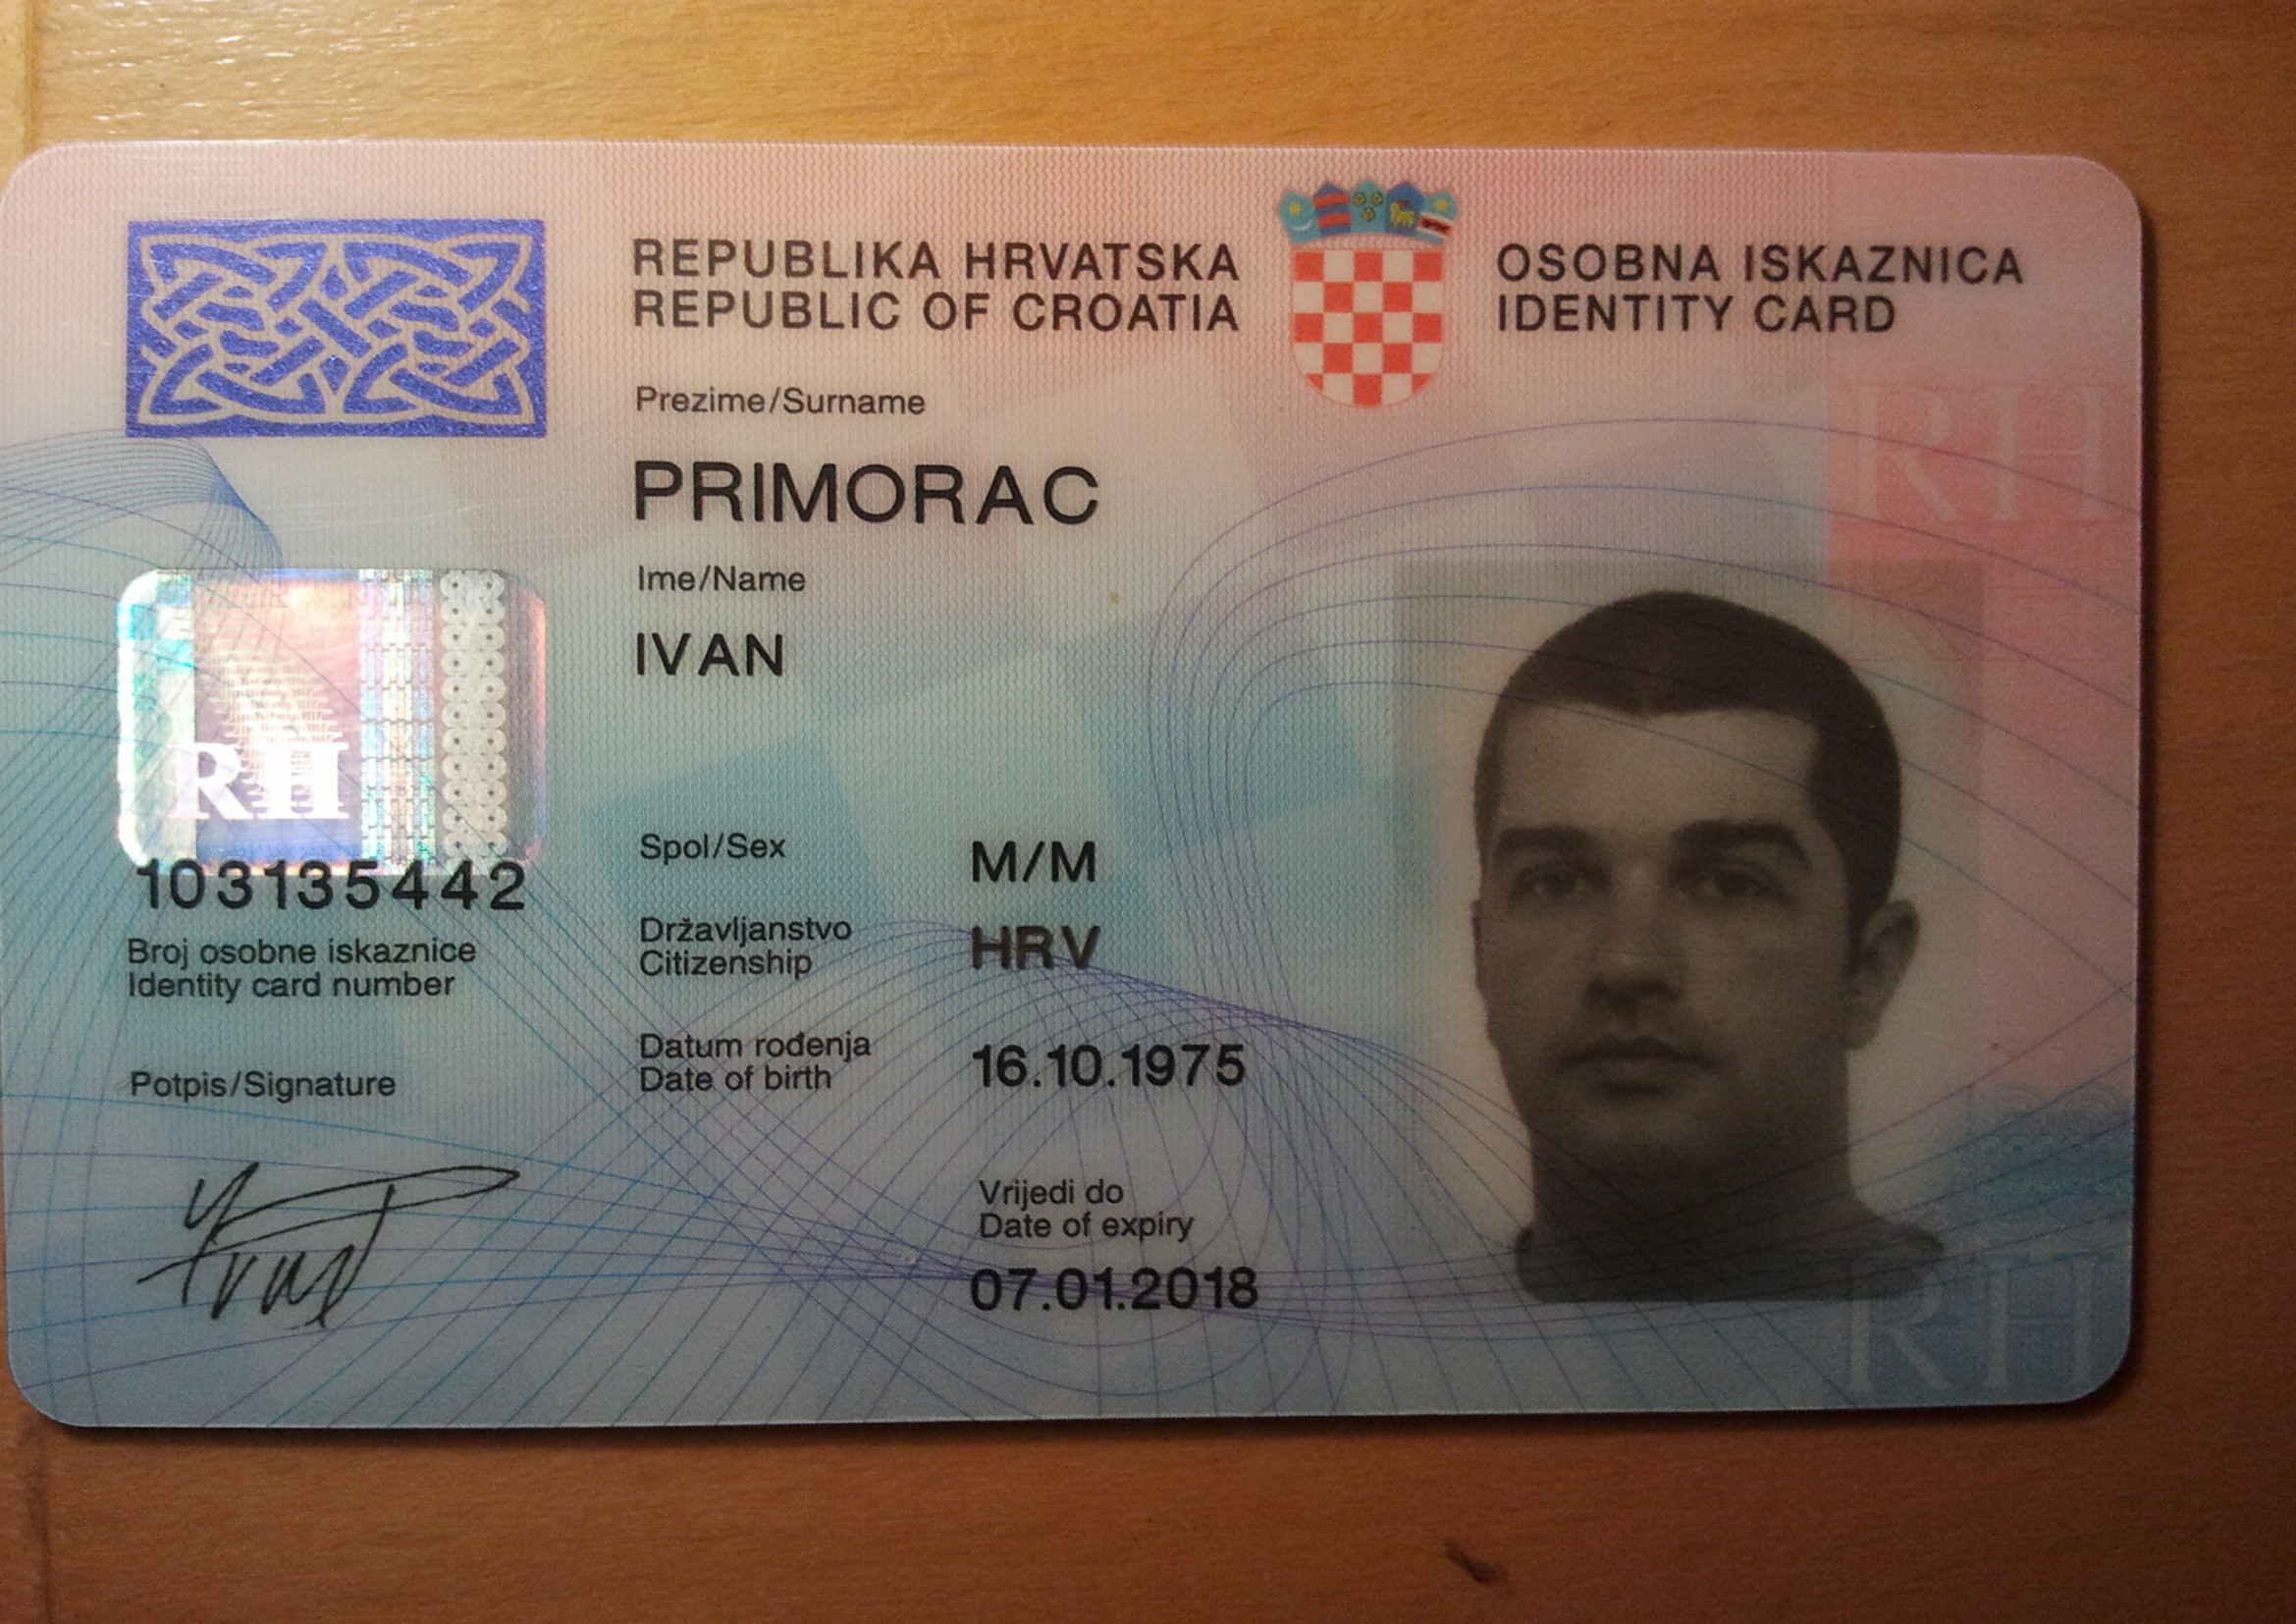 REPUBLIKA HRVATSKA
REPUBLIC OF CROATIA
OSOBNA ISKAZNICA
IDENTITY CARD
Prezime/Surname
PRIMORAC
Ime/Name
IVAN
RH
103135442
Broj osobne iskaznice
Identity card number
Potpis/Signature
Spol/Sex
M/M
Državljanstvo
Citizenship
HRV
Datum rođenja
Date of birth
16.10.1975
Vrijedi do
Date of expiry
07.01.2018
RH
RH